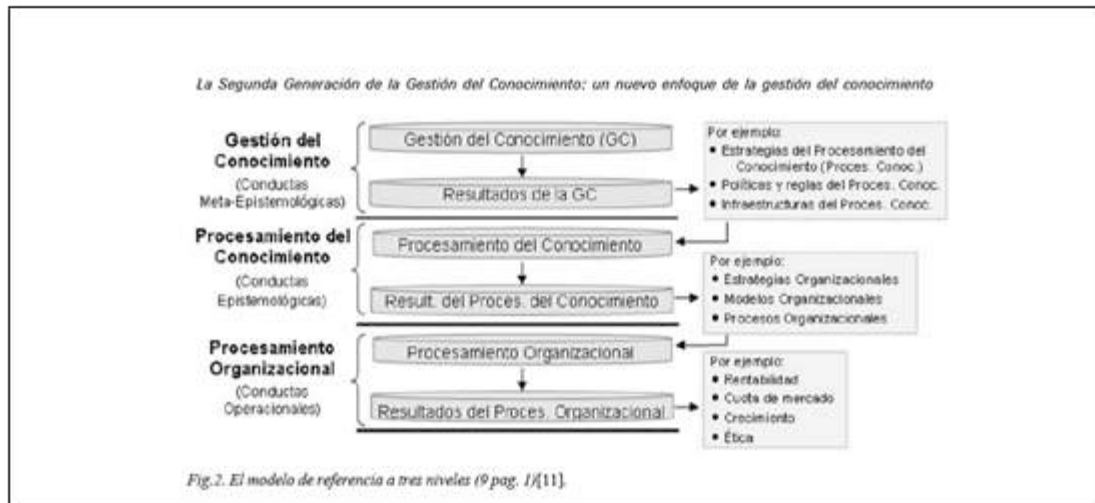 La Segunda Generación de la Gestión del Conocimiento: un nuevo enfoque de la gestión del conocimiento
Gestión del
Conocimiento
(Conductas
Meta-Epistemológicas)
Gestión del Conocimiento (GC)
Resultados de la GC
Por ejemplo:
● Estrategias del Procesamiento del
Conocimiento (Proces. Conoc.)
● Políticas y reglas del Proces. Conoc.
● Infraestructuras del Proces. Conoc.
Procesamiento del
Conocimiento
(Conductas
Epistemológicas)
Procesamiento del Conocimiento
Result. del Proces. del Conocimiento
Por ejemplo:
● Estrategias Organizacionales
● Modelos Organizacionales
● Procesos Organizacionales
Procesamiento
Organizacional
(Conductas
Operacionales)
Procesamiento Organizacional
Resultados del Proces. Organizacional
Por ejemplo:
● Rentabilidad
● Cuota de mercado
● Crecimiento
● Ética
Fig.2. El modelo de referencia a tres niveles (9 pag. 1)[11].